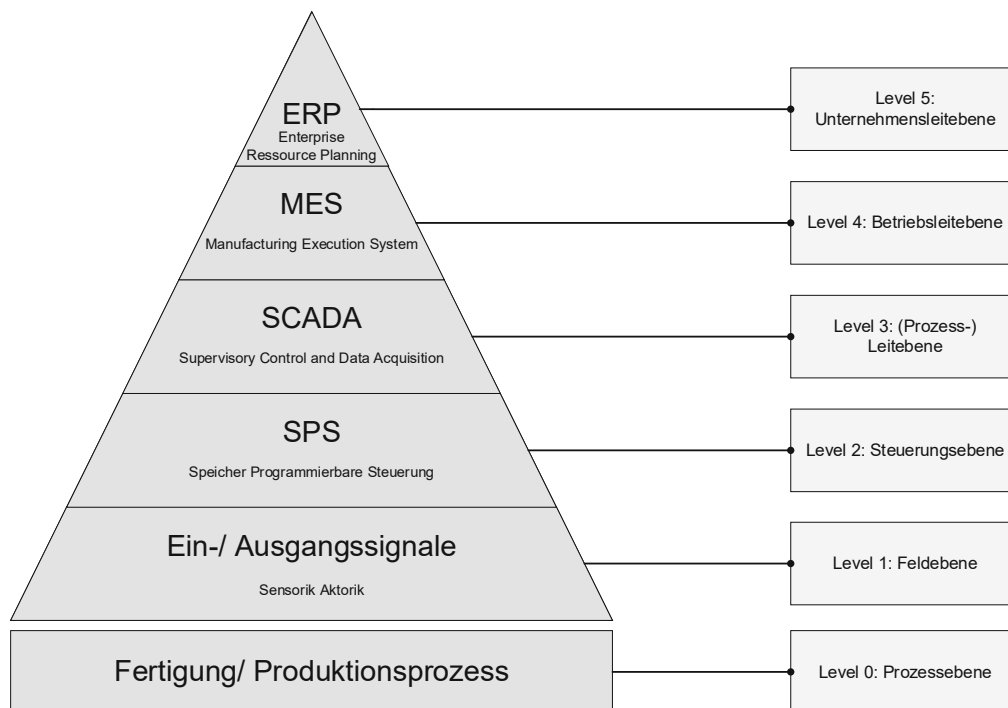 ERP
Enterprise
Ressource Planning
Level 5:
Unternehmensleitebene
MES
Manufacturing Execution System
Level 4: Betriebsleitebene
SCADA
Supervisory Control and Data Acquisition
Level 3: (Prozess-)
Leitebene
SPS
Speicher Programmierbare Steuerung
Level 2: Steuerungsebene
Ein-/ Ausgangssignale
Sensorik Aktorik
Level 1: Feldebene
Fertigung/ Produktionsprozess
Level 0: Prozessebene